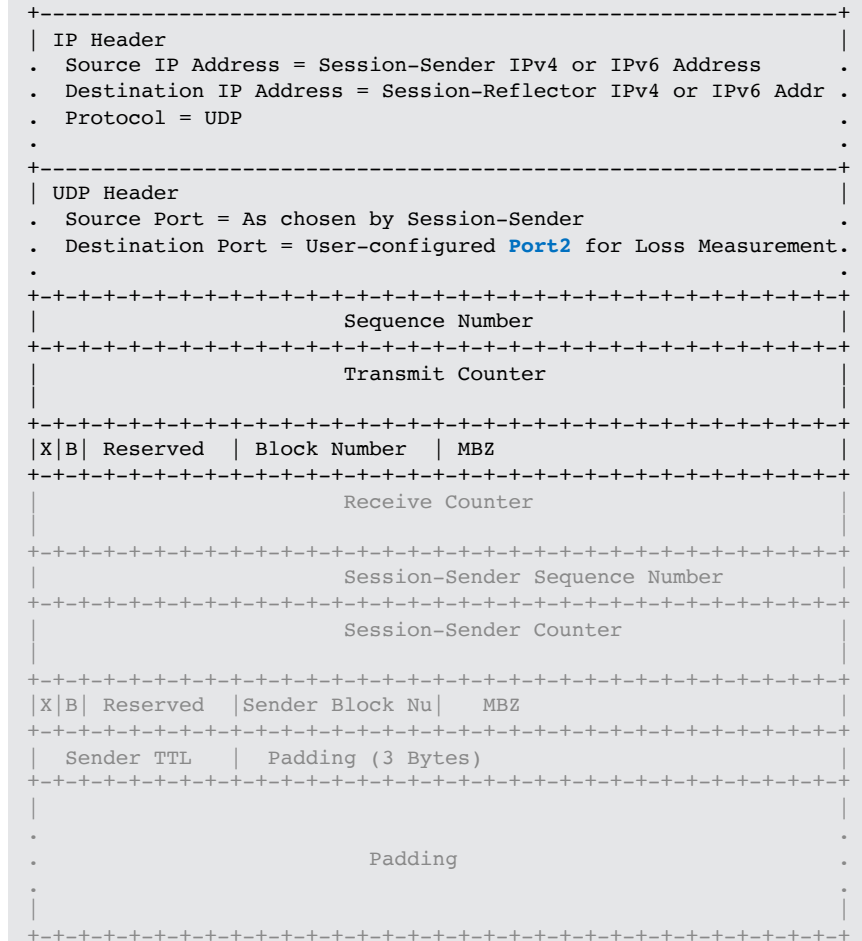 +---------------------------------------------------------------+
| IP Header                                                     |
.  Source IP Address = Session-Sender IPv4 or IPv6 Address      .
.  Destination IP Address = Session-Reflector IPv4 or IPv6 Addr .
.  Protocol = UDP                                               .
.                                                               .
+---------------------------------------------------------------+
| UDP Header                                                    |
.  Source Port = As chosen by Session-Sender                    .
.  Destination Port = User-configured Port2 for Loss Measurement.
.                                                               .
+-+-+-+-+-+-+-+-+-+-+-+-+-+-+-+-+-+-+-+-+-+-+-+-+-+-+-+-+-+-+-+-+
|                        Sequence Number                        |
+-+-+-+-+-+-+-+-+-+-+-+-+-+-+-+-+-+-+-+-+-+-+-+-+-+-+-+-+-+-+-+-+
|                        Transmit Counter                       |
|                                                               |
+-+-+-+-+-+-+-+-+-+-+-+-+-+-+-+-+-+-+-+-+-+-+-+-+-+-+-+-+-+-+-+-+
|X|B| Reserved  | Block Number  | MBZ                           |
+-+-+-+-+-+-+-+-+-+-+-+-+-+-+-+-+-+-+-+-+-+-+-+-+-+-+-+-+-+-+-+-+
|                        Receive Counter                        |
|                                                               |
+-+-+-+-+-+-+-+-+-+-+-+-+-+-+-+-+-+-+-+-+-+-+-+-+-+-+-+-+-+-+-+-+
|                        Session-Sender Sequence Number         |
+-+-+-+-+-+-+-+-+-+-+-+-+-+-+-+-+-+-+-+-+-+-+-+-+-+-+-+-+-+-+-+-+
|                        Session-Sender Counter                 |
|                                                               |
+-+-+-+-+-+-+-+-+-+-+-+-+-+-+-+-+-+-+-+-+-+-+-+-+-+-+-+-+-+-+-+-+
|X|B| Reserved  |Sender Block Nu|   MBZ                         |
+-+-+-+-+-+-+-+-+-+-+-+-+-+-+-+-+-+-+-+-+-+-+-+-+-+-+-+-+-+-+-+-+
|  Sender TTL   |  Padding (3 Bytes)                            |
+-+-+-+-+-+-+-+-+-+-+-+-+-+-+-+-+-+-+-+-+-+-+-+-+-+-+-+-+-+-+-+-+
|                                                               |
.                                                               .
.                          Padding                              .
.                                                               .
|                                                               |
+-+-+-+-+-+-+-+-+-+-+-+-+-+-+-+-+-+-+-+-+-+-+-+-+-+-+-+-+-+-+-+-+